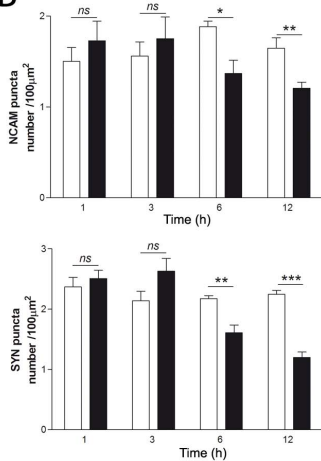 ns ns * **
NCAM puncta
number /100µm²
2
1
0
1 3 6 12
Time (h)
ns ns ** ***
SYN puncta
number /100µm²
3
2
1
0
1 3 6 12
Time (h)